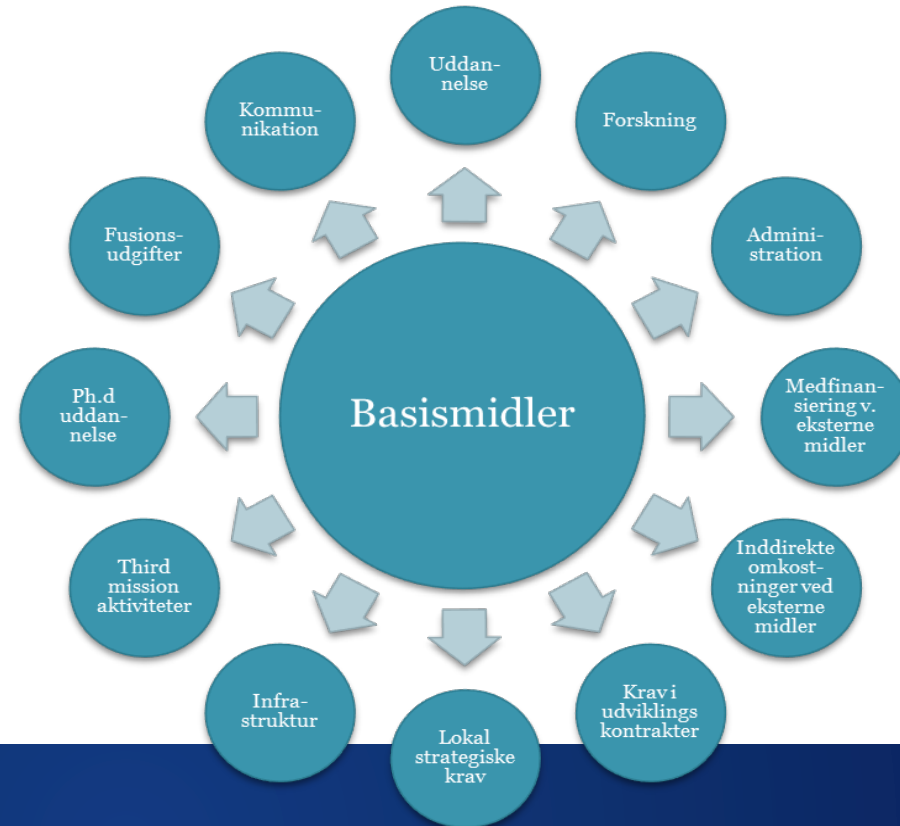 Uddan-
nelse
Forskning
Admini-
stration
Medfinan-
siering v.
eksterne
midler
Inddirekte
omkost-
ninger ved
eksterne
midler
Krav i
udviklings
kontrakter
Lokal
strategiske
krav
Infra-
struktur
Third
mission
aktiviteter
Ph.d
uddan-
nelse
Fusions-
udgifter
Kommu-
nikation
Basismidler